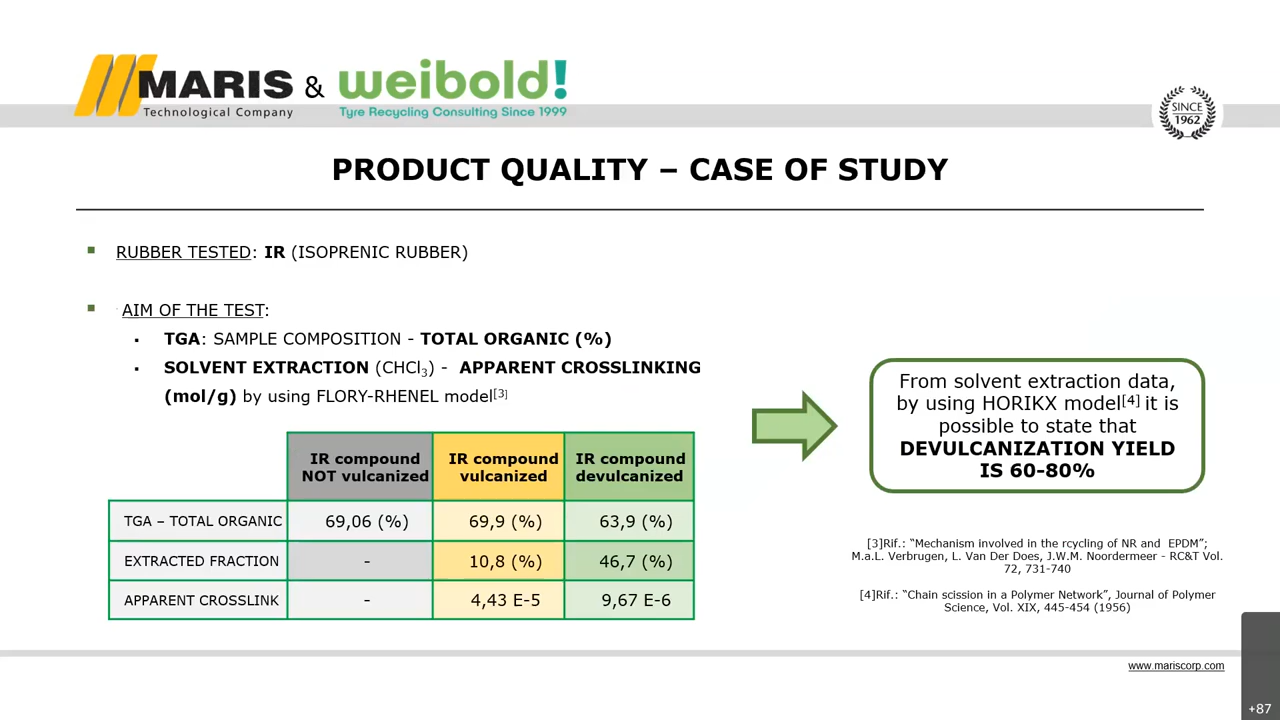 MARIS & weibold!
Technological Company
Tyre Recycling Consulting Since 1999
SINCE
1962
PRODUCT QUALITY – CASE OF STUDY
RUBBER TESTED: IR (ISOPRENIC RUBBER)
AIM OF THE TEST:
TGA: SAMPLE COMPOSITION - TOTAL ORGANIC (%)
SOLVENT EXTRACTION (CHCl3) - APPARENT CROSSLINKING
(mol/g) by using FLORY-RHENEL model[3]
IR compound NOT vulcanized IR compound vulcanized IR compound devulcanized
TGA – TOTAL ORGANIC 69,06 (%) 69,9 (%) 63,9 (%)
EXTRACTED FRACTION - 10,8 (%) 46,7 (%)
APPARENT CROSSLINK - 4,43 E-5 9,67 E-6
From solvent extraction data,
by using HORIKX model[4] it is
possible to state that
DEVULCANIZATION YIELD
IS 60-80%
[3]Rif.: “Mechanism involved in the rcycling of NR and EPDM”;
M.a.L. Verbrugen, L. Van Der Does, J.W.M. Noordermeer - RC&T Vol.
72, 731-740
[4]Rif.: “Chain scission in a Polymer Network”, Journal of Polymer
Science, Vol. XIX, 445-454 (1956)
www.mariscorp.com
+87